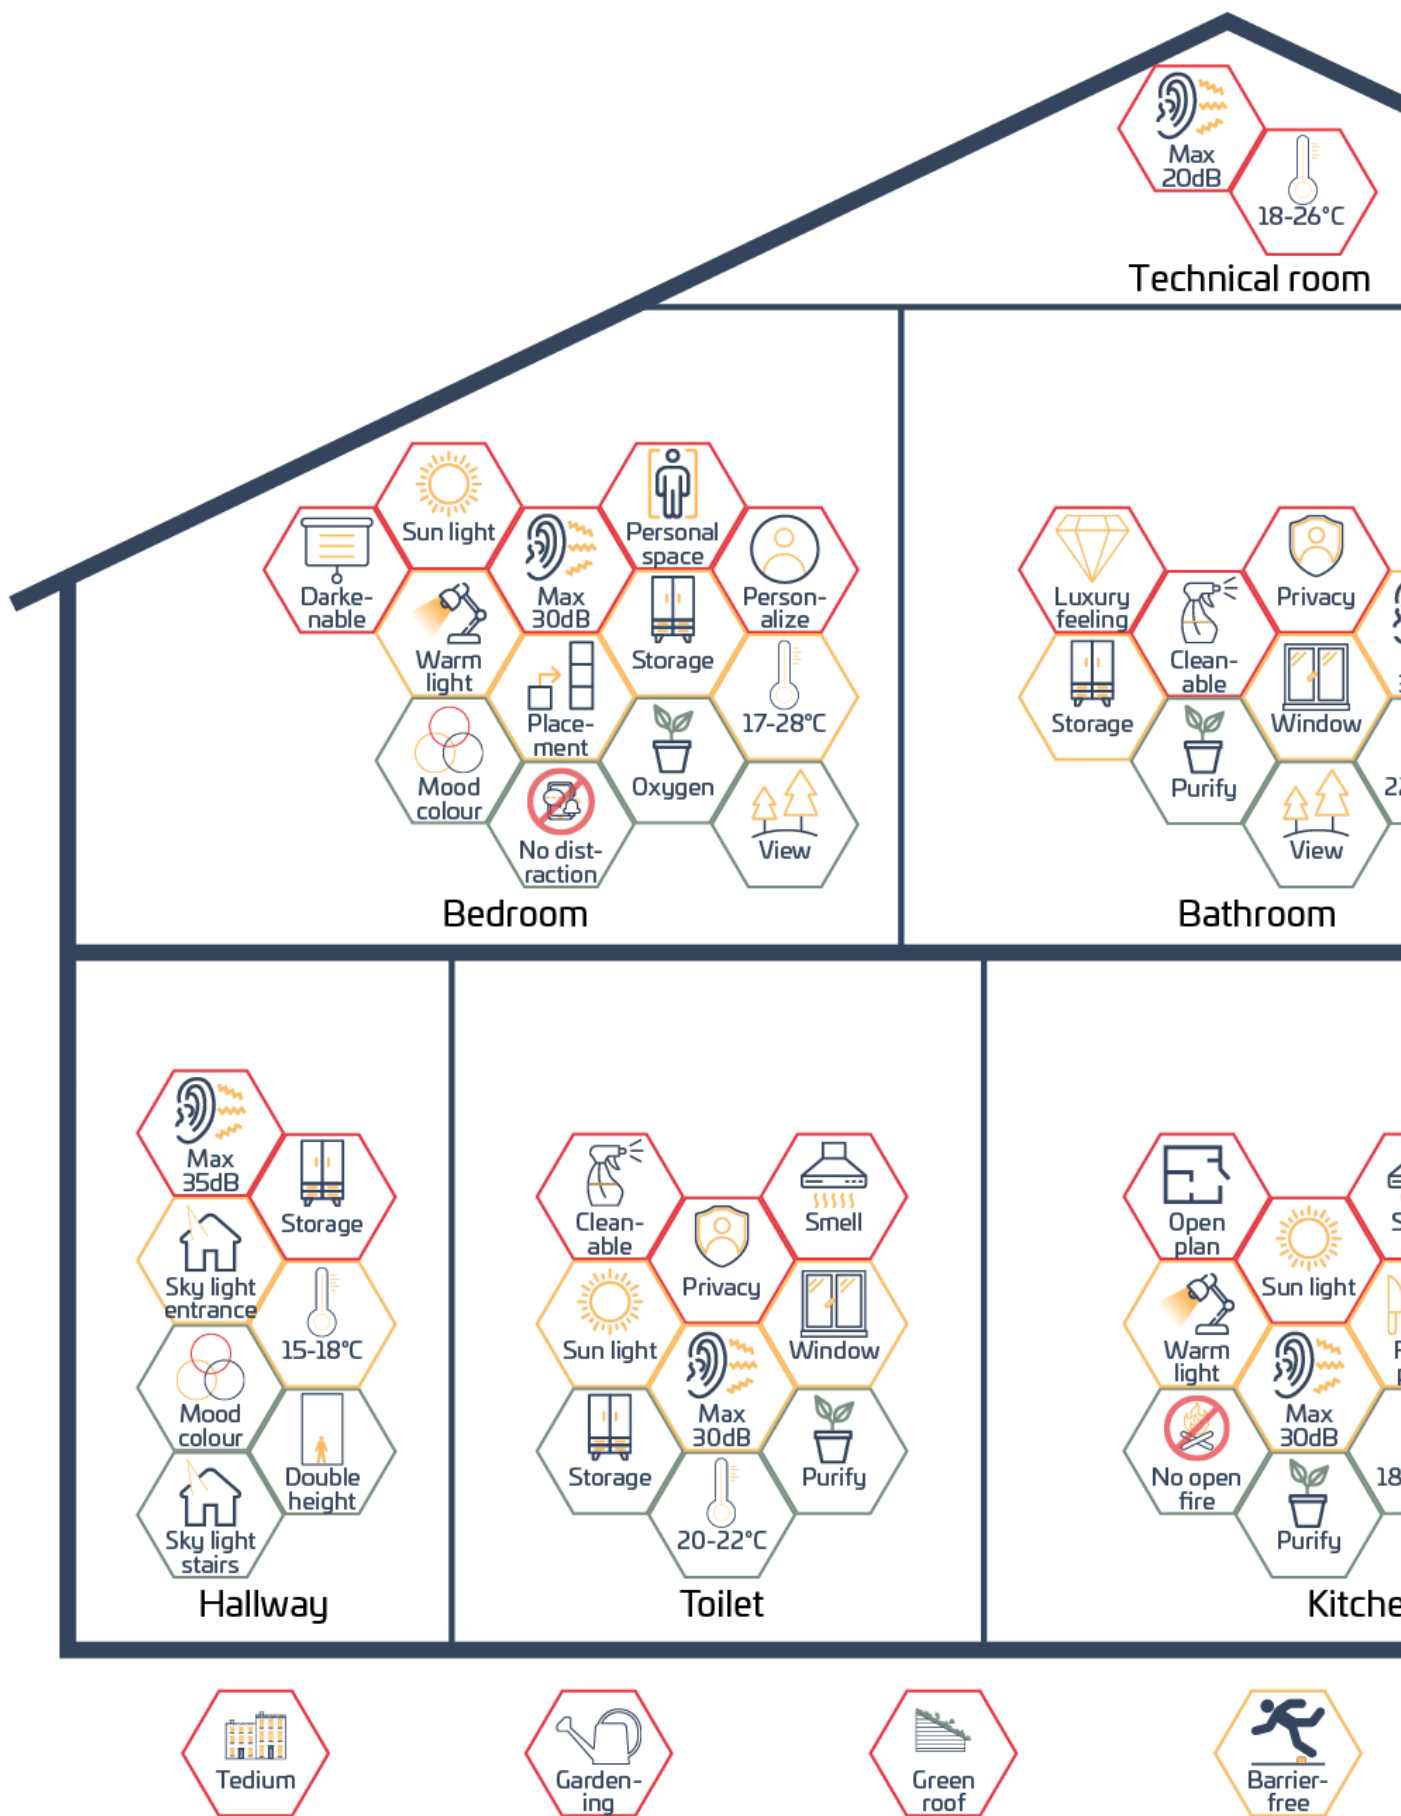 Max
20dB
18-26°C
Technical room
Sun light
Personal
space
Darke-
nable
Max
30dB
Person-
alize
Warm
light
Storage
Place-
ment
17-28°C
Mood
colour
Oxygen
No dist-
raction
View
Bedroom
Luxury
feeling
Privacy
Clean-
able
Storage
Window
Purify
View
Bathroom
Max
35dB
Storage
Sky light
entrance
15-18°C
Mood
colour
Double
height
Sky light
stairs
Hallway
Clean-
able
Smell
Privacy
Sun light
Window
Max
30dB
Storage
Purify
20-22°C
Toilet
Open
plan
Sun light
Warm
light
Max
30dB
No open
fire
18
Purify
Kitche
Tedium
Garden-
ing
Green
roof
Barrier-
free